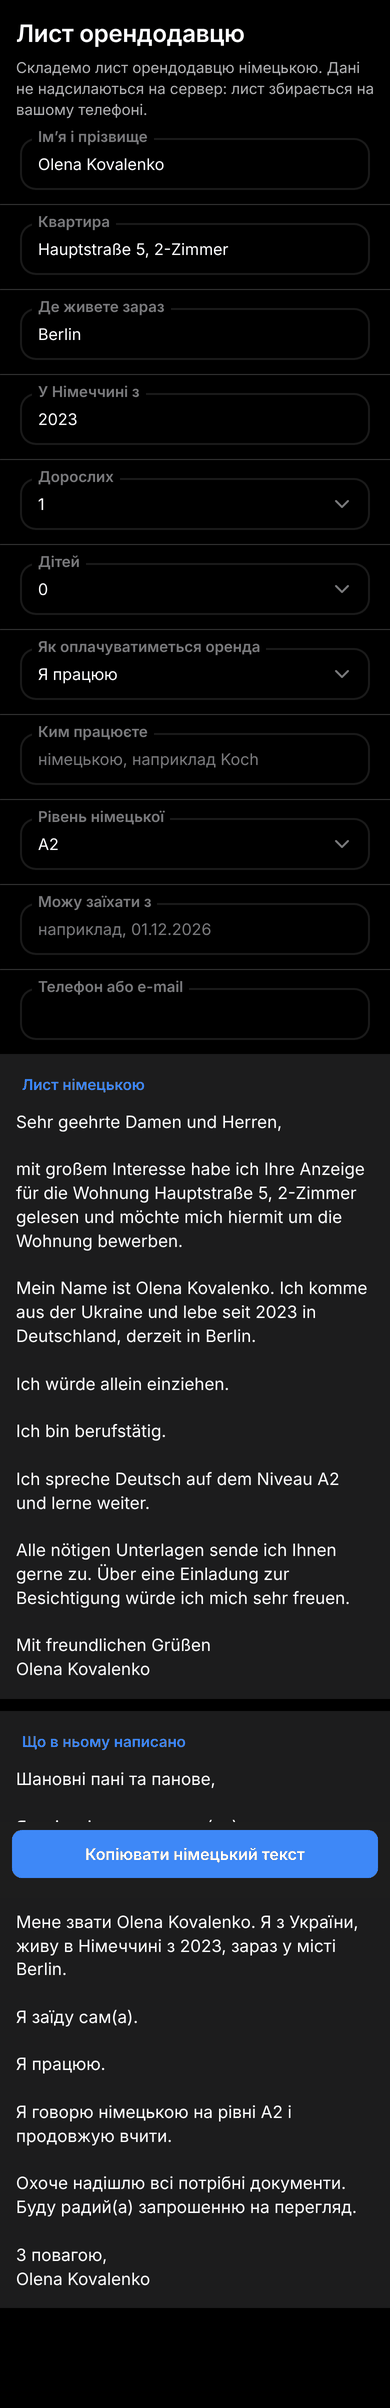 Лист орендодавцю
Складемо лист орендодавцю німецькою. Дані
не надсилаються на сервер: лист збирається на
вашому телефоні.
Ім'я і прізвище
Olena Kovalenko
Квартира
Hauptstraße 5, 2-Zimmer
Де живете зараз
Berlin
У Німеччині з
2023
Дорослих
1
Дітей
0
Як оплачуватиметься оренда
Я працюю
Ким працюєте
німецькою, наприклад Koch
Рівень німецької
A2
Можу заїхати з
наприклад, 01.12.2026
Телефон або e-mail
Лист німецькою
Sehr geehrte Damen und Herren,
mit großem Interesse habe ich Ihre Anzeige
für die Wohnung Hauptstraße 5, 2-Zimmer
gelesen und möchte mich hiermit um die
Wohnung bewerben.
Mein Name ist Olena Kovalenko. Ich komme
aus der Ukraine und lebe seit 2023 in
Deutschland, derzeit in Berlin.
Ich würde allein einziehen.
Ich bin berufstätig.
Ich spreche Deutsch auf dem Niveau A2
und lerne weiter.
Alle nötigen Unterlagen sende ich Ihnen
gerne zu. Über eine Einladung zur
Besichtigung würde ich mich sehr freuen.
Mit freundlichen Grüßen
Olena Kovalenko
Що в ньому написано
Шановні пані та панове,
Копіювати німецький текст
Мене звати Olena Kovalenko. Я з України,
живу в Німеччині з 2023, зараз у місті
Berlin.
Я заїду сам(а).
Я працюю.
Я говорю німецькою на рівні A2 і
продовжую вчити.
Охоче надішлю всі потрібні документи.
Буду радий(а) запрошенню на перегляд.
З повагою,
Olena Kovalenko